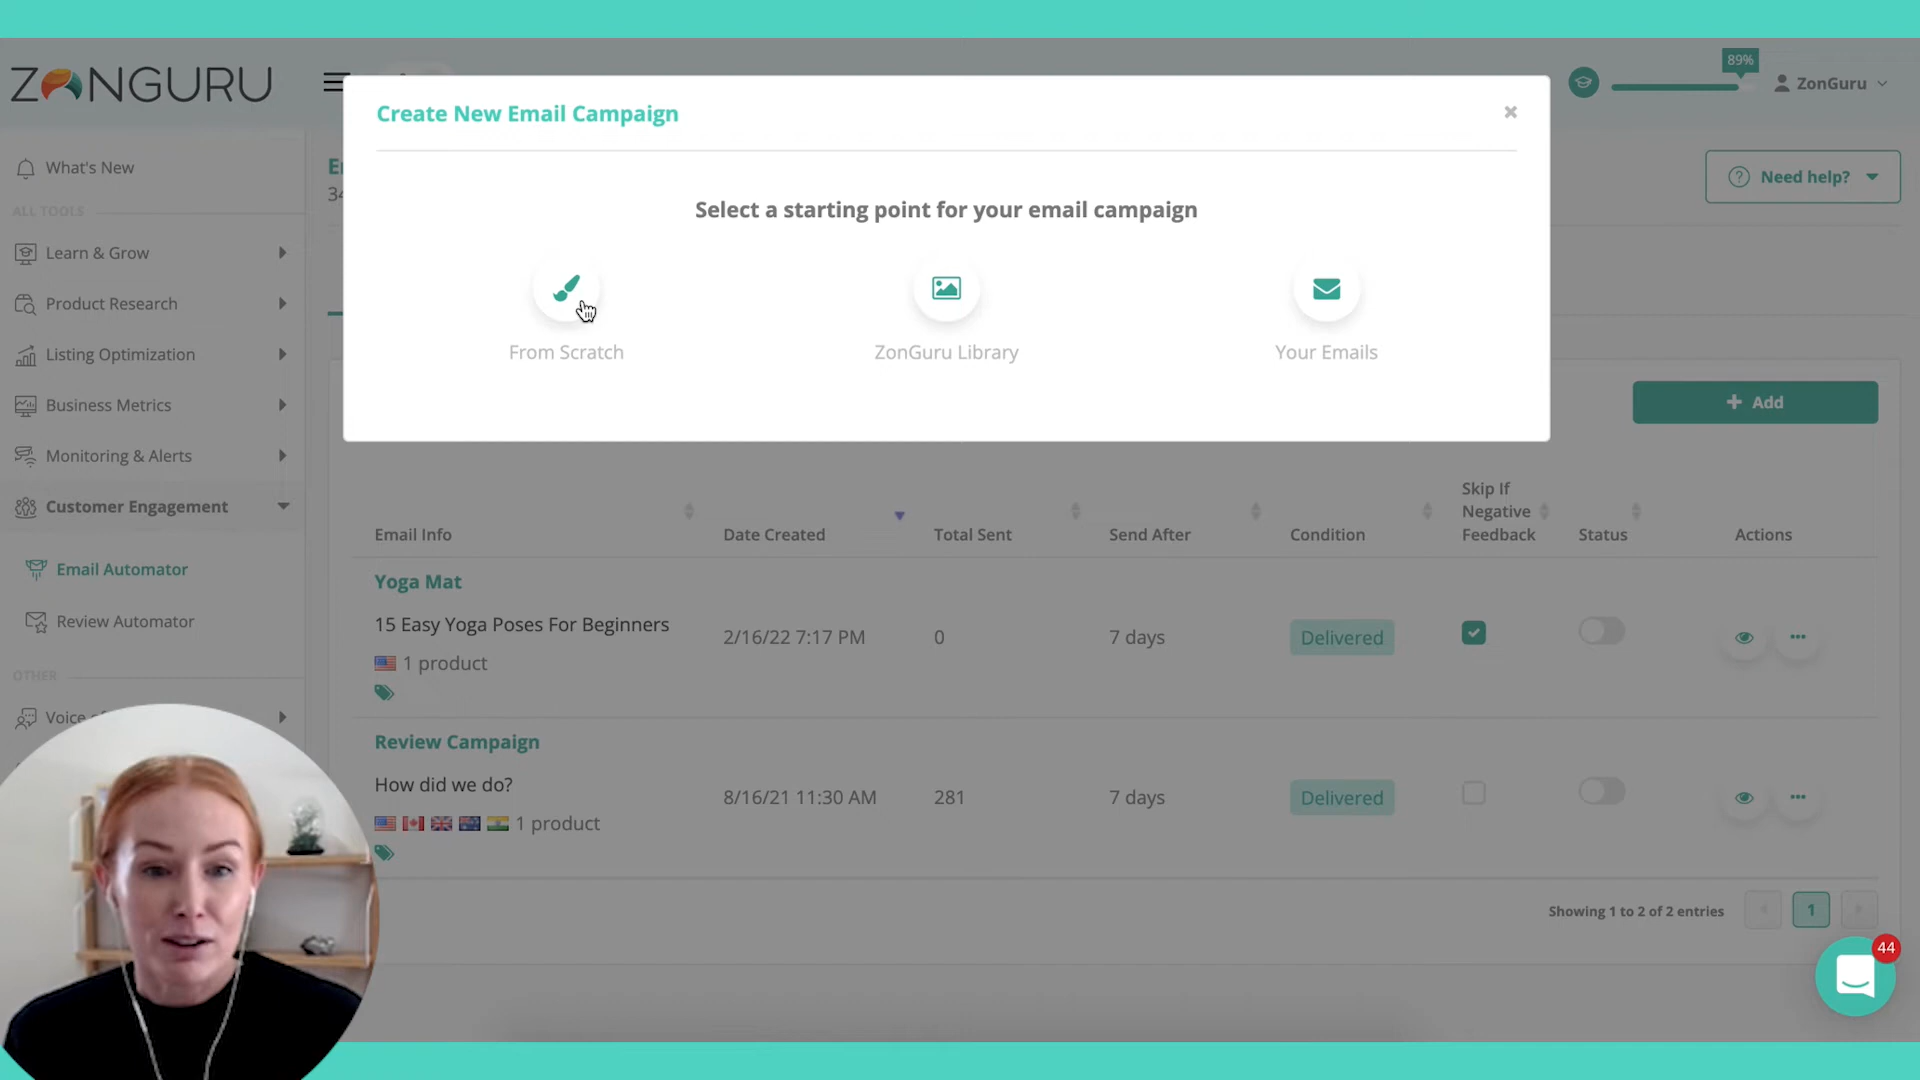 ZONGURU
89%
ZonGuru
Create New Email Campaign
Select a starting point for your email campaign
From Scratch
ZonGuru Library
Your Emails
Need help?
What's New
ALL TOOLS
Learn & Grow
Product Research
Listing Optimization
Business Metrics
Monitoring & Alerts
Customer Engagement
Email Automator
Review Automator
OTHER
Voice
34
Add
Email Info
Date Created
Total Sent
Send After
Condition
Skip If
Negative
Feedback
Status
Actions
Yoga Mat
15 Easy Yoga Poses For Beginners
1 product
2/16/22 7:17 PM
0
7 days
Delivered
Review Campaign
How did we do?
1 product
8/16/21 11:30 AM
281
7 days
Delivered
Showing 1 to 2 of 2 entries
1
44